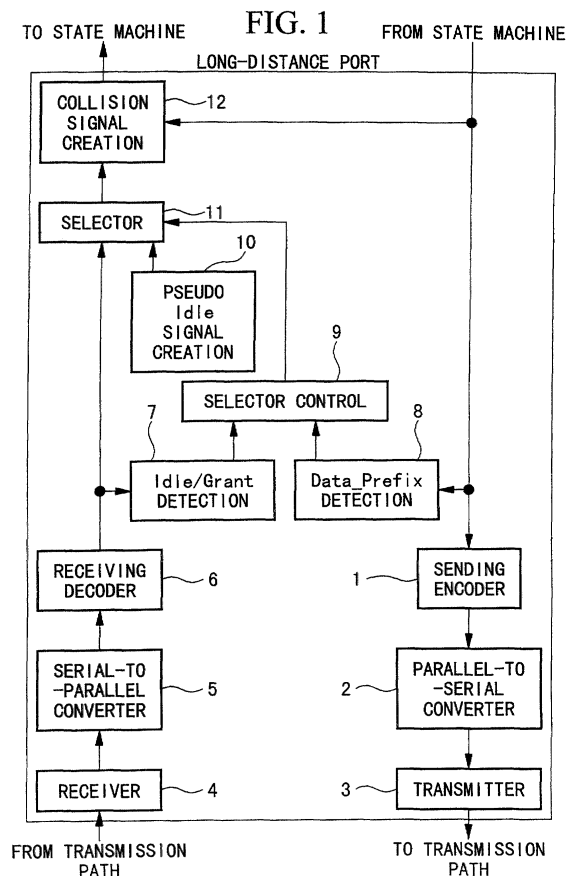 FIG. 1
TO STATE MACHINE
FROM STATE MACHINE
LONG-DISTANCE PORT
COLLISION
SIGNAL
CREATION
12
SELECTOR
11
10
PSEUDO
Idle
SIGNAL
CREATION
9
SELECTOR CONTROL
7
8
Idle/Grant
DETECTION
Data_Prefix
DETECTION
RECEIVING
DECODER
6
1
SENDING
ENCODER
SERIAL-TO
-PARALLEL
CONVERTER
5
2
PARALLEL-TO
-SERIAL
CONVERTER
RECEIVER
4
3
TRANSMITTER
FROM TRANSMISSION
PATH
TO TRANSMISSION
PATH